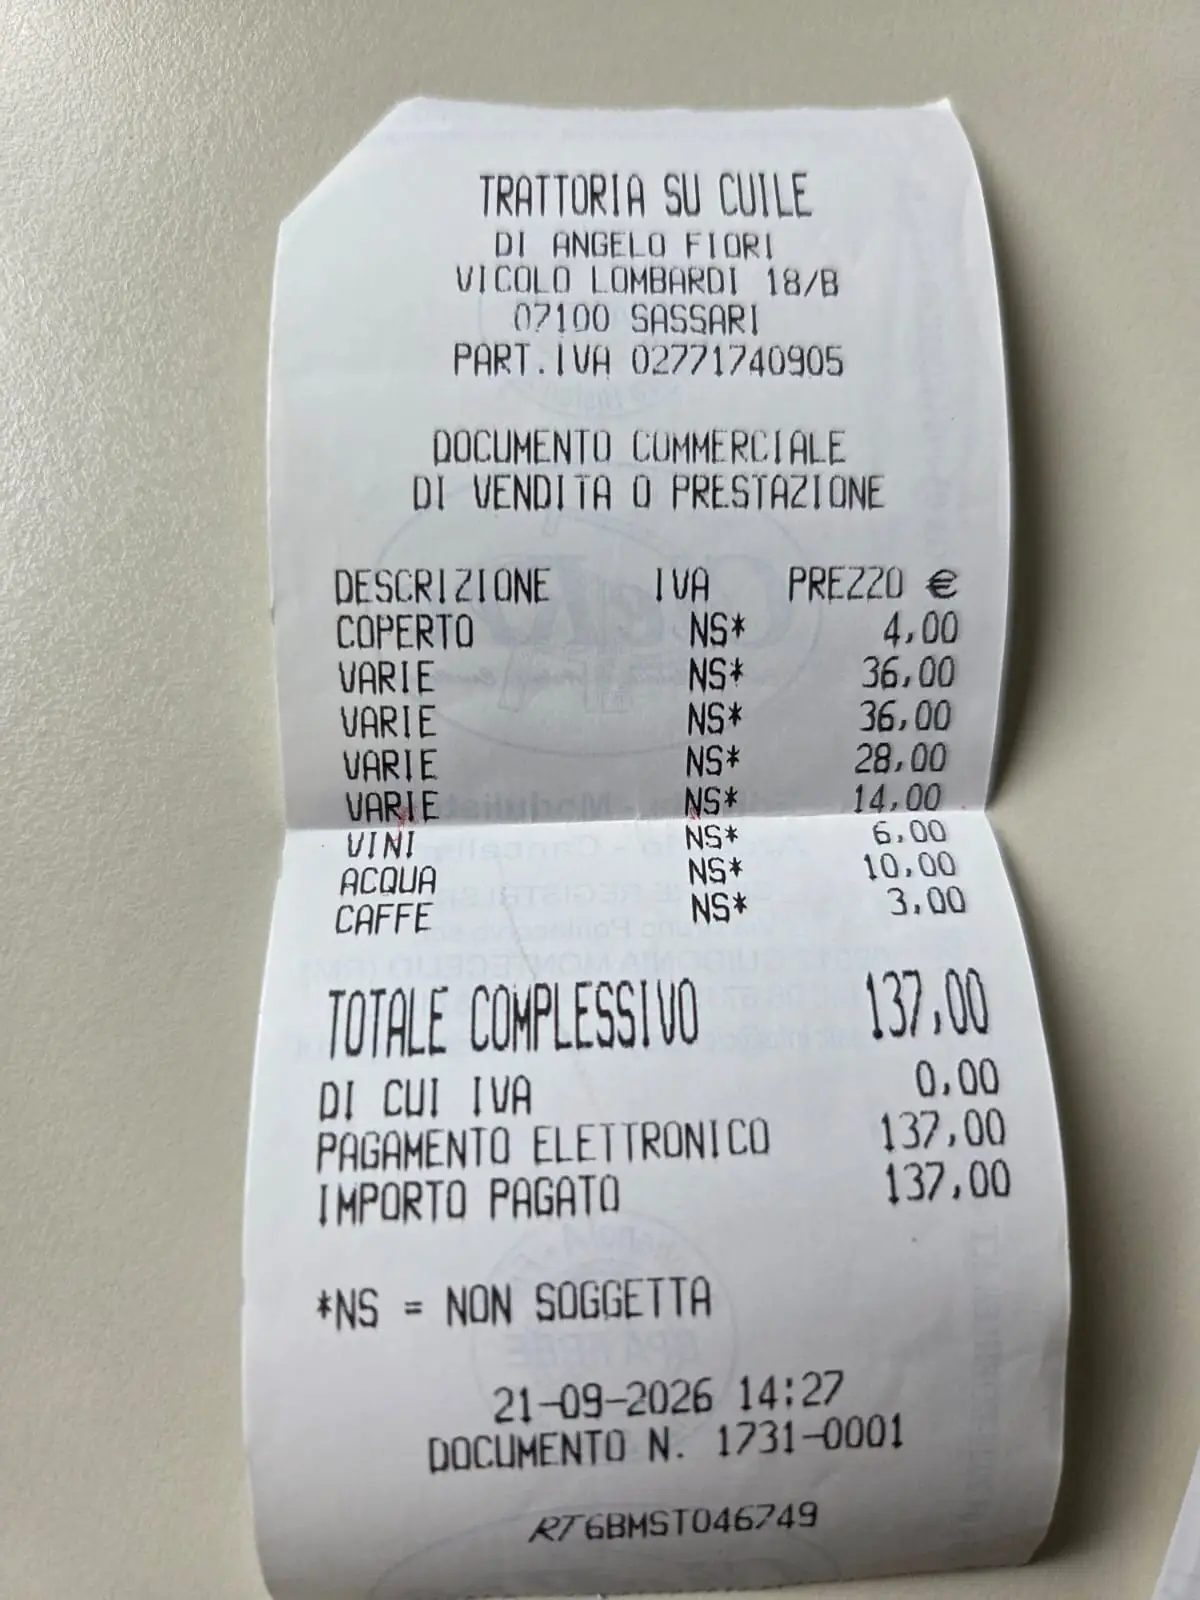 TRATTORIA SU CUILE
DI ANGELO FIORI
VICOLO LOMBARDI 18/B
07100 SASSARI
PART.IVA 02771740905
DOCUMENTO COMMERCIALE
DI VENDITA O PRESTAZIONE
DESCRIZIONE IVA PREZZO €
COPERTO NS* 4,00
VARIE NS* 36,00
VARIE NS* 36,00
VARIE NS* 28,00
VARIE NS* 14,00
VINI NS* 6,00
ACQUA NS* 10,00
CAFFE NS* 3,00
TOTALE COMPLESSIVO 137,00
DI CUI IVA 0,00
PAGAMENTO ELETTRONICO 137,00
IMPORTO PAGATO 137,00
*NS = NON SOGGETTA
21-09-2026 14:27
DOCUMENTO N. 1731-0001
RT6BMST046749